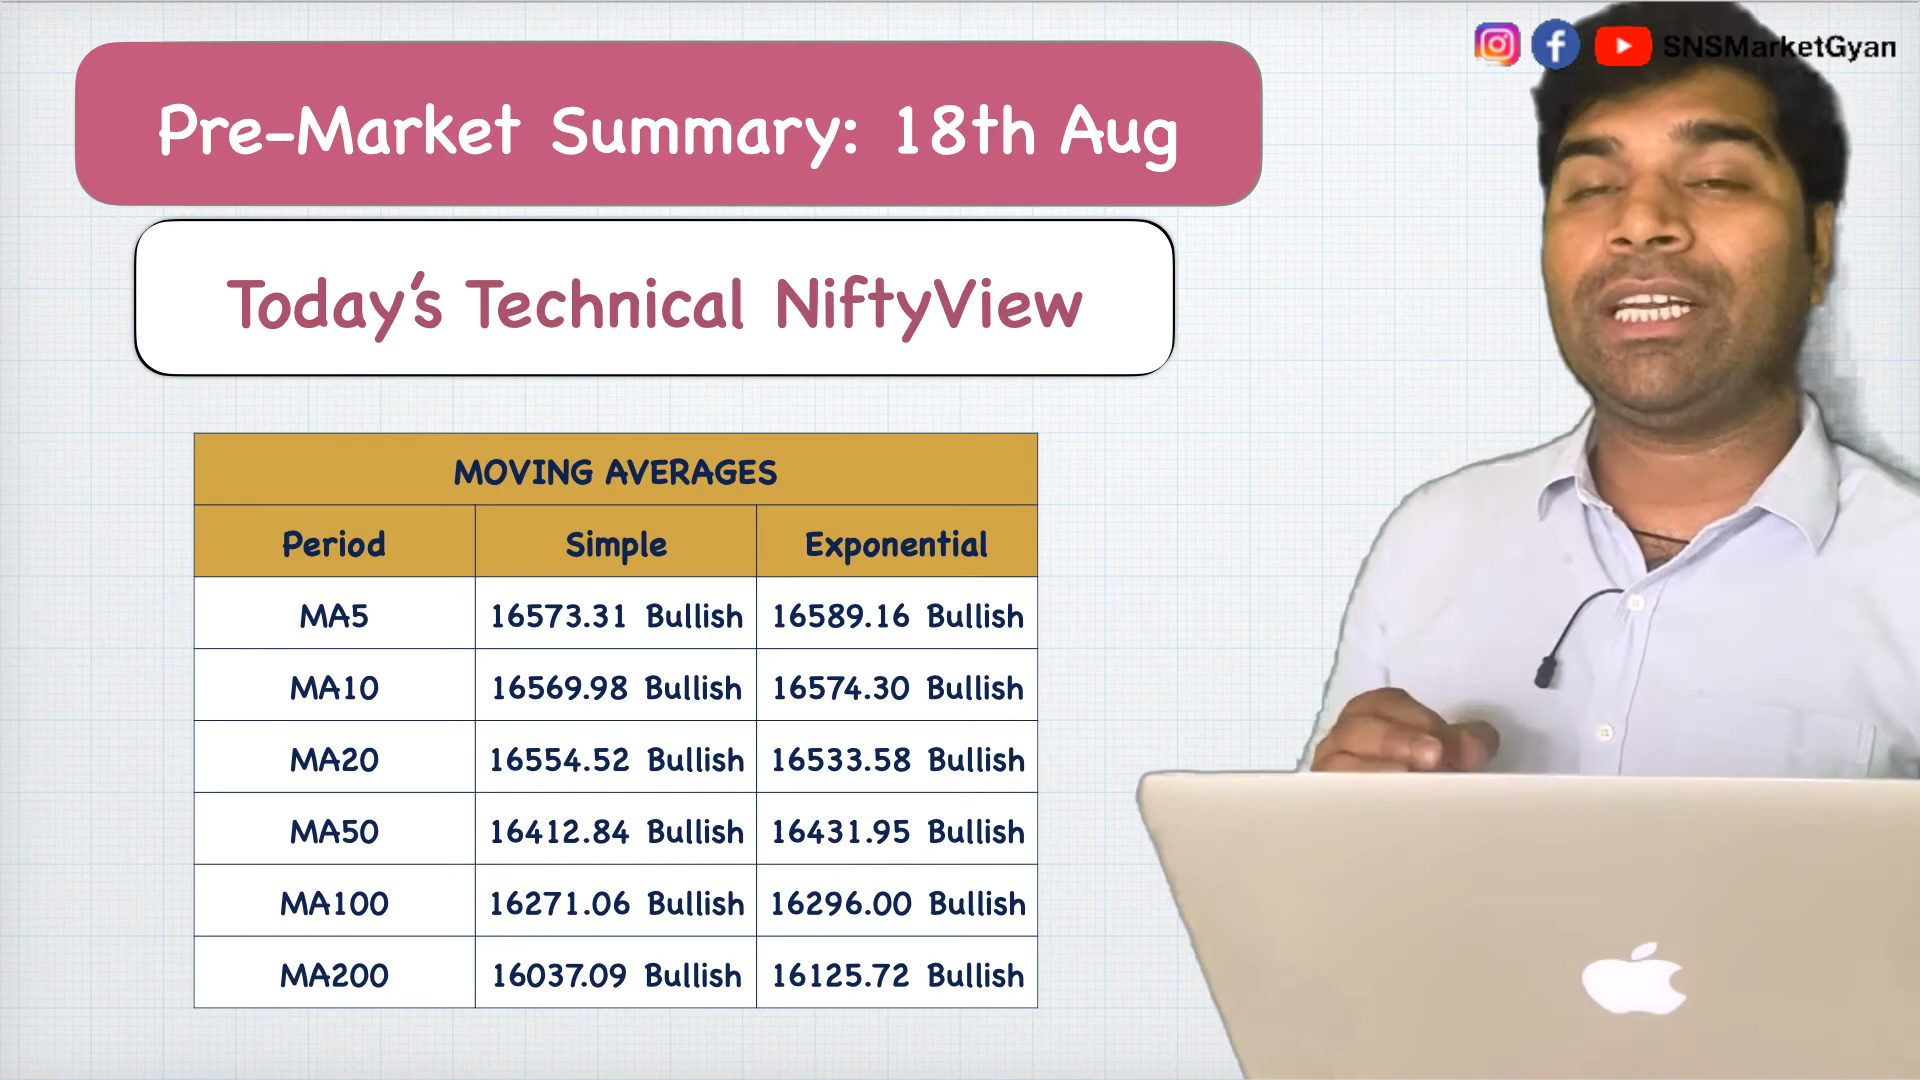 SNSMarketGyan
Pre-Market Summary: 18th Aug
Today's Technical NiftyView
MOVING AVERAGES
Period Simple Exponential
MA5 16573.31 Bullish 16589.16 Bullish
MA10 16569.98 Bullish 16574.30 Bullish
MA20 16554.52 Bullish 16533.58 Bullish
MA50 16412.84 Bullish 16431.95 Bullish
MA100 16271.06 Bullish 16296.00 Bullish
MA200 16037.09 Bullish 16125.72 Bullish